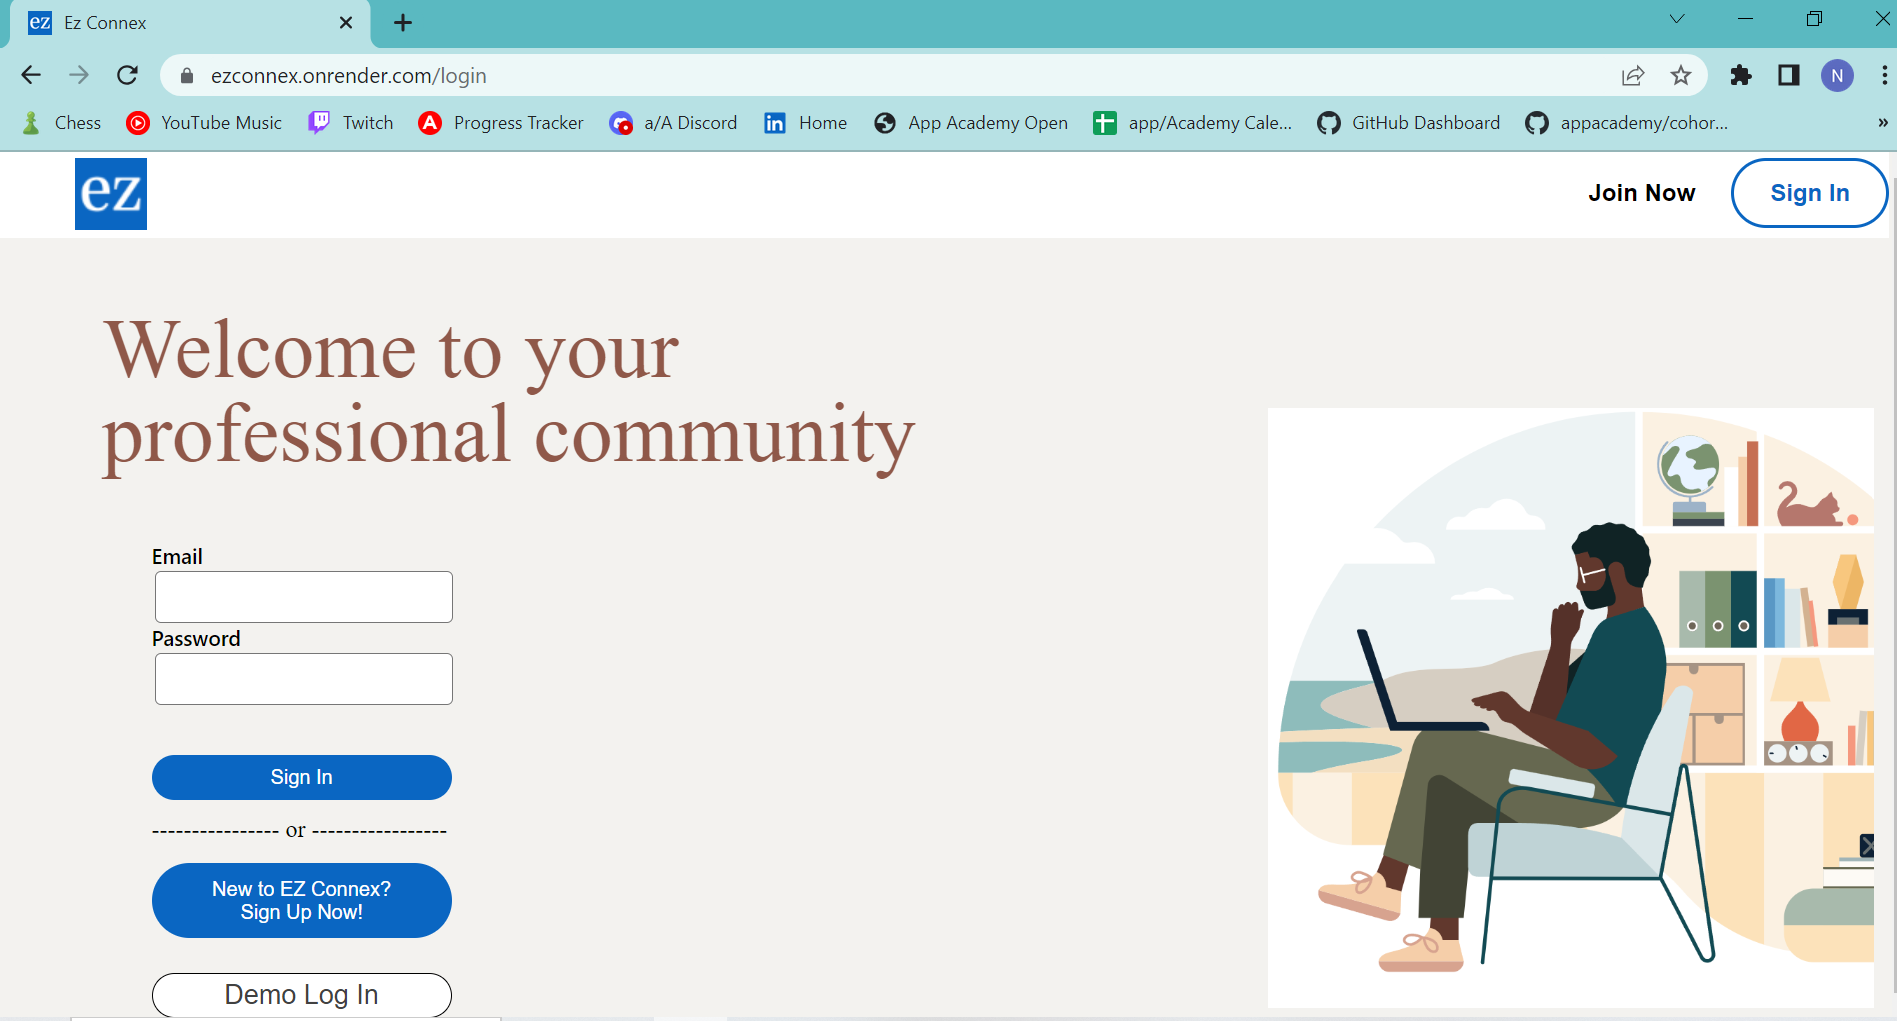 ez Ez Connex
ezconnex.onrender.com/login
N
Chess YouTube Music Twitch Progress Tracker a/A Discord Home App Academy Open app/Academy Cale... GitHub Dashboard appacademy/cohor... »
ez
Join Now Sign In
Welcome to your
professional community
Email
Password
Sign In
---------------- or -----------------
New to EZ Connex?
Sign Up Now!
Demo Log In